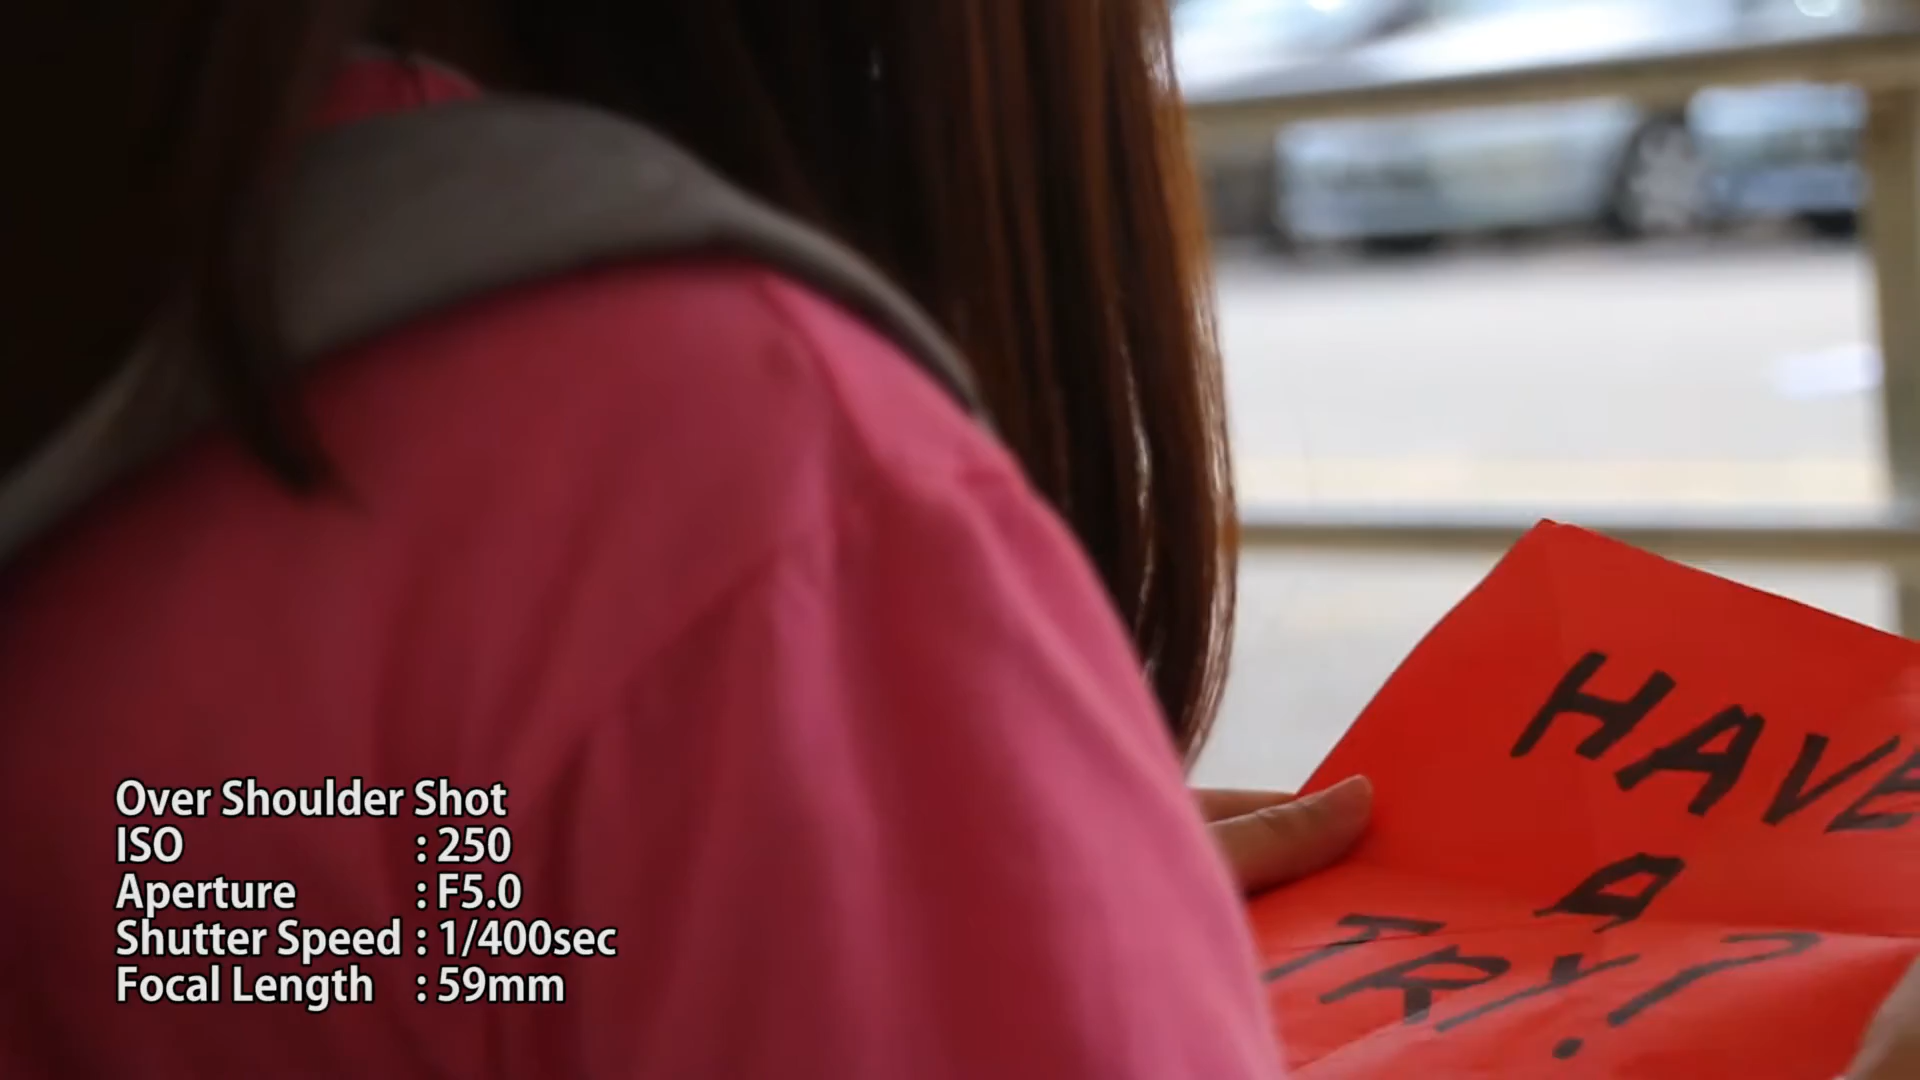 Over Shoulder Shot
ISO : 250
Aperture : F5.0
Shutter Speed : 1/400sec
Focal Length : 59mm
HAVE
A
TRY?